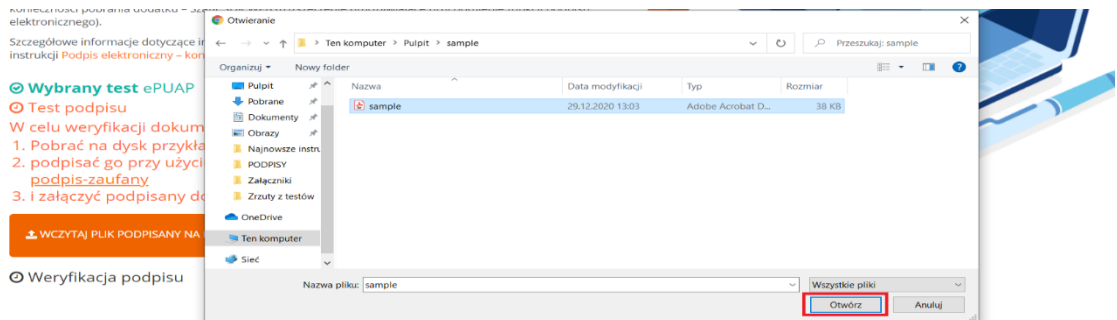 elektronicznego).
Szczegółowe informacje dotyczące ir
instrukcji Podpis elektroniczny – kon
Wybrany test ePUAP
Test podpisu
W celu weryfikacji dokum
1. Pobrać na dysk przykła
2. podpisać go przy użyci
podpis-zaufany
3. i załączyć podpisany do
WCZYTAJ PLIK PODPISANY NA
Weryfikacja podpisu
Otwieranie
Ten komputer > Pulpit > sample
Przeszukaj: sample
Organizuj
Nowy folder
Pulpit
Pobrane
Dokumenty
Obrazy
Najnowsze instru
PODPISY
Załączniki
Zrzuty z testów
OneDrive
Ten komputer
Sieć
Nazwa Data modyfikacji Typ Rozmiar
sample 29.12.2020 13:03 Adobe Acrobat D... 38 KB
Nazwa pliku: sample
Wszystkie pliki
Otwórz Anuluj